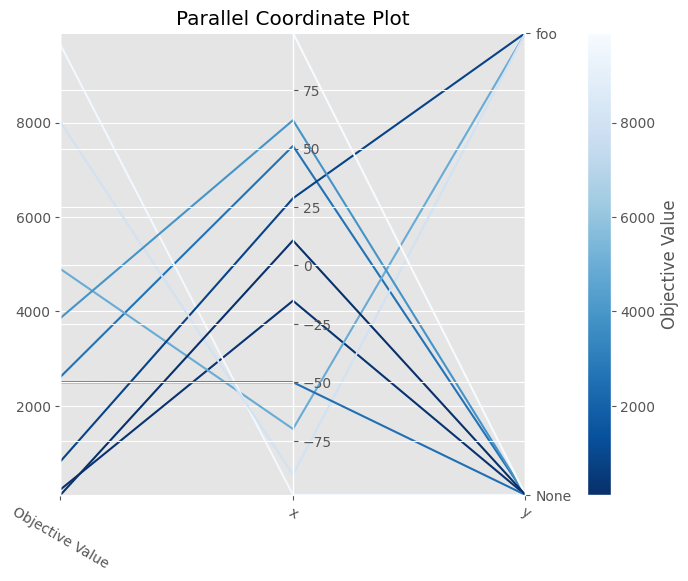 Parallel Coordinate Plot
foo
75
8000
8000
50
25
6000
6000
0
Objective Value
4000
4000
−25
−50
2000
2000
−75
None
Objective Value
x
y